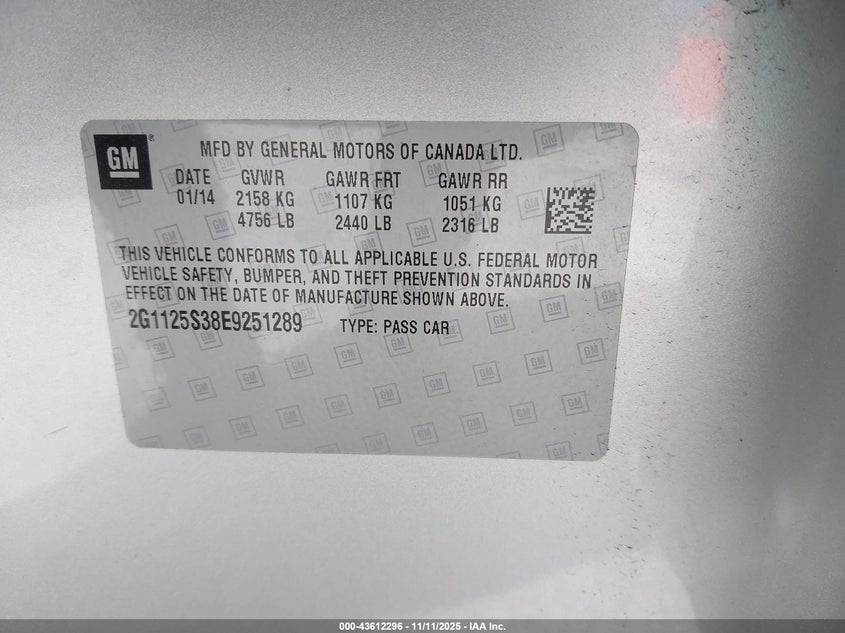 GM ® MFD BY GENERAL MOTORS OF CANADA LTD.
DATE GVWR GAWR FRT GAWR RR
01/14 2158 KG 1107 KG 1051 KG
4756 LB 2440 LB 2316 LB
THIS VEHICLE CONFORMS TO ALL APPLICABLE U.S. FEDERAL MOTOR
VEHICLE SAFETY, BUMPER, AND THEFT PREVENTION STANDARDS IN
EFFECT ON THE DATE OF MANUFACTURE SHOWN ABOVE.
2G1125S38E9251289 TYPE: PASS CAR
000-43612296 - 11/11/2025 - IAA Inc.